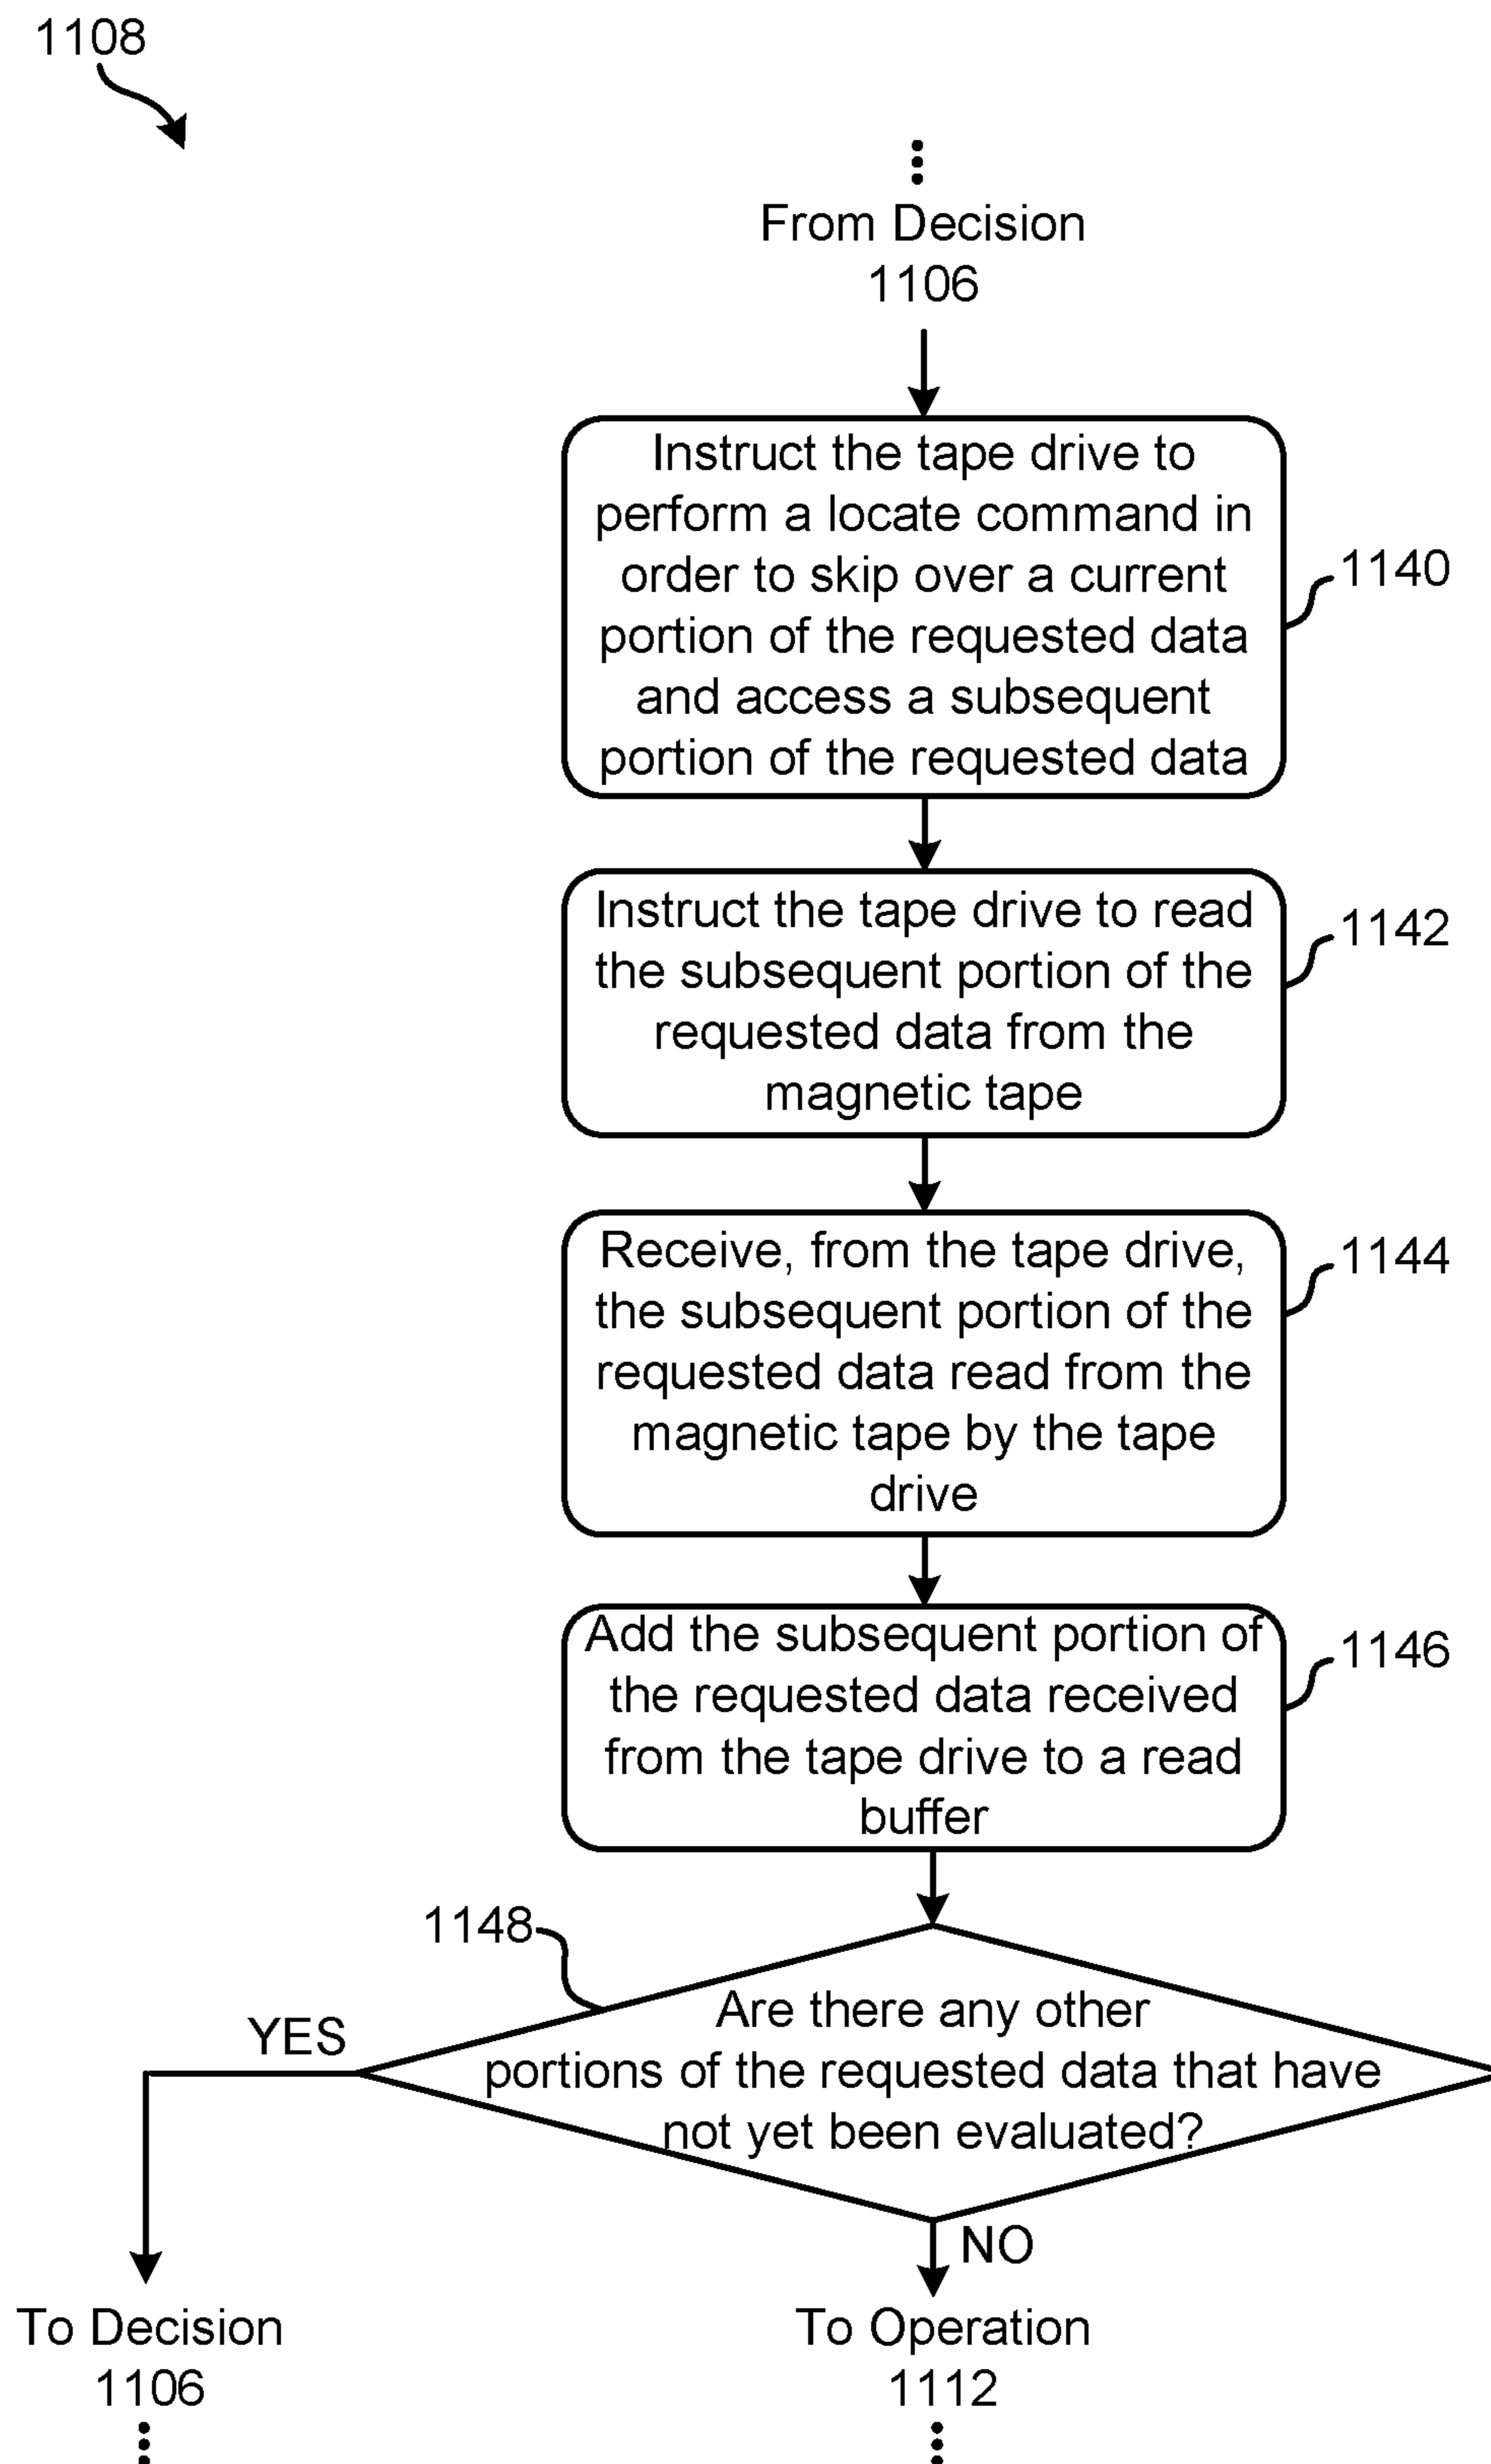 1108
From Decision
1106
Instruct the tape drive to
perform a locate command in
order to skip over a current
portion of the requested data
and access a subsequent
portion of the requested data
1140
Instruct the tape drive to read
the subsequent portion of the
requested data from the
magnetic tape
1142
Receive, from the tape drive,
the subsequent portion of the
requested data read from the
magnetic tape by the tape
drive
1144
Add the subsequent portion of
the requested data received
from the tape drive to a read
buffer
1146
1148
Are there any other
portions of the requested data that have
not yet been evaluated?
YES
NO
To Decision
1106
To Operation
1112